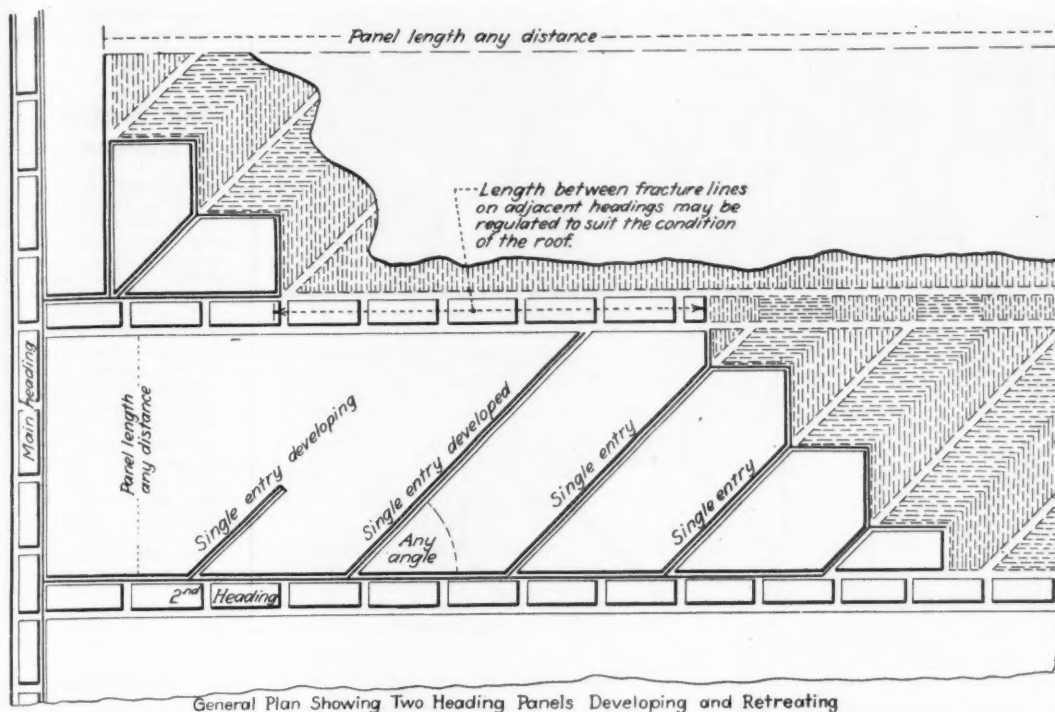 Panel length any distance
Length between fracture lines
on adjacent headings may be
regulated to suit the condition
of the roof.
Main heading
Panel length
any distance
Single entry developing
Single entry developed
Single entry
Single entry
Any
angle
2nd Heading
General Plan Showing Two Heading Panels Developing and Retreating